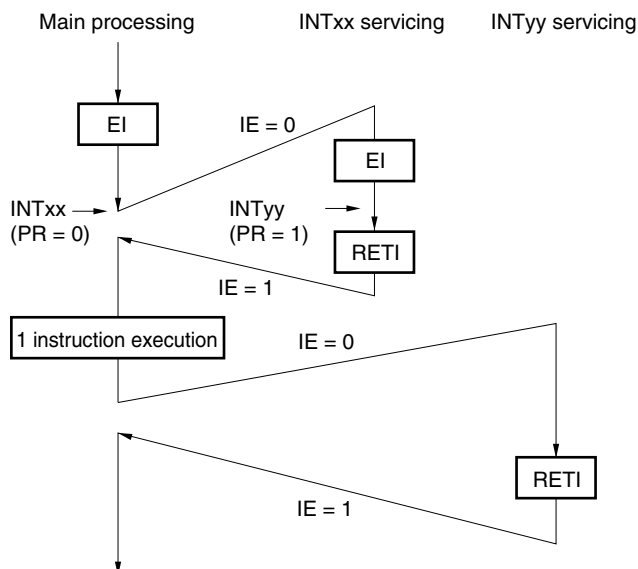 Main processing
INTxx servicing
INTyy servicing
EI
IE = 0
EI
INTxx
(PR = 0)
INTyy
(PR = 1)
RETI
IE = 1
1 instruction execution
IE = 0
RETI
IE = 1